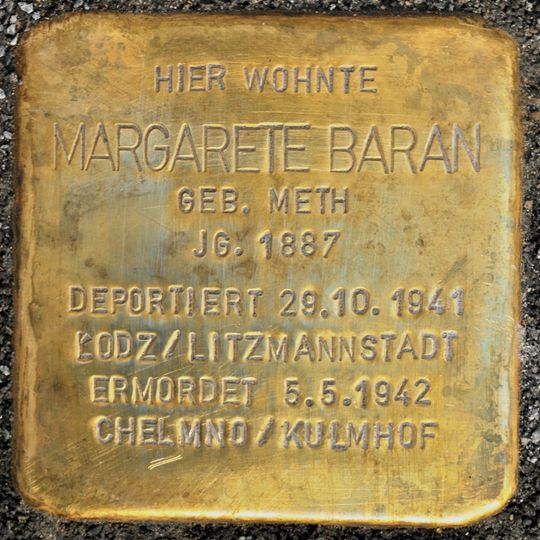 HIER WOHNTE
MARGARETE BARAN
GEB. METH
JG. 1887
DEPORTIERT 29.10.1941
ŁODZ/LITZMANNSTADT
ERMORDET 5.5.1942
CHELMNO/KULMHOF